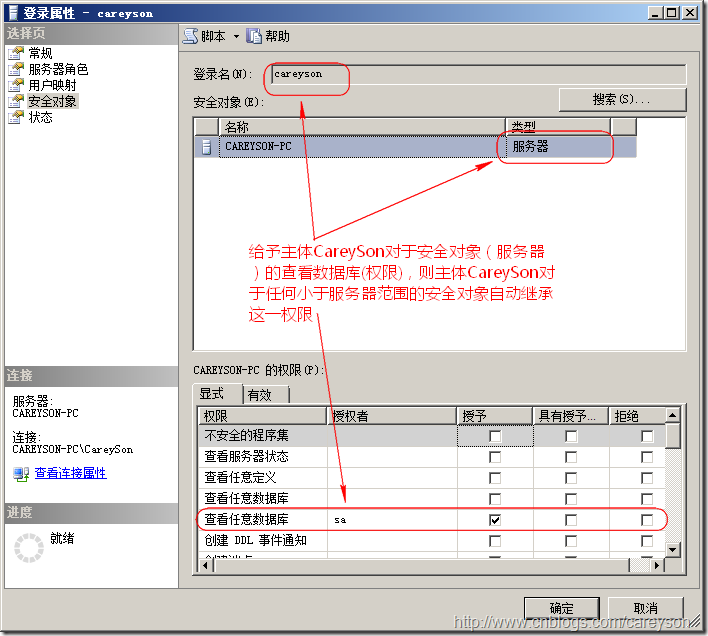 登录属性 - careyson
选择页
常规
服务器角色
用户映射
安全对象
状态
脚本
帮助
登录名(N):
careyson
安全对象(E):
搜索(S)...
名称
类型
CAREYSON-PC
服务器
给予主体CareySon对于安全对象（服务器
）的查看数据库(权限)，则主体CareySon对
于任何小于服务器范围的安全对象自动继承
这一权限
连接
服务器:
CAREYSON-PC
连接:
CAREYSON-PC\CareySon
查看连接属性
进度
就绪
CAREYSON-PC 的权限(P):
显式
有效
权限
授权者
授予
具有授予...
拒绝
不安全的程序集
查看服务器状态
查看任意定义
查看任意数据库
查看任意数据库
sa
创建 DDL 事件通知
确定
取消
http://www.cnblogs.com/careyson